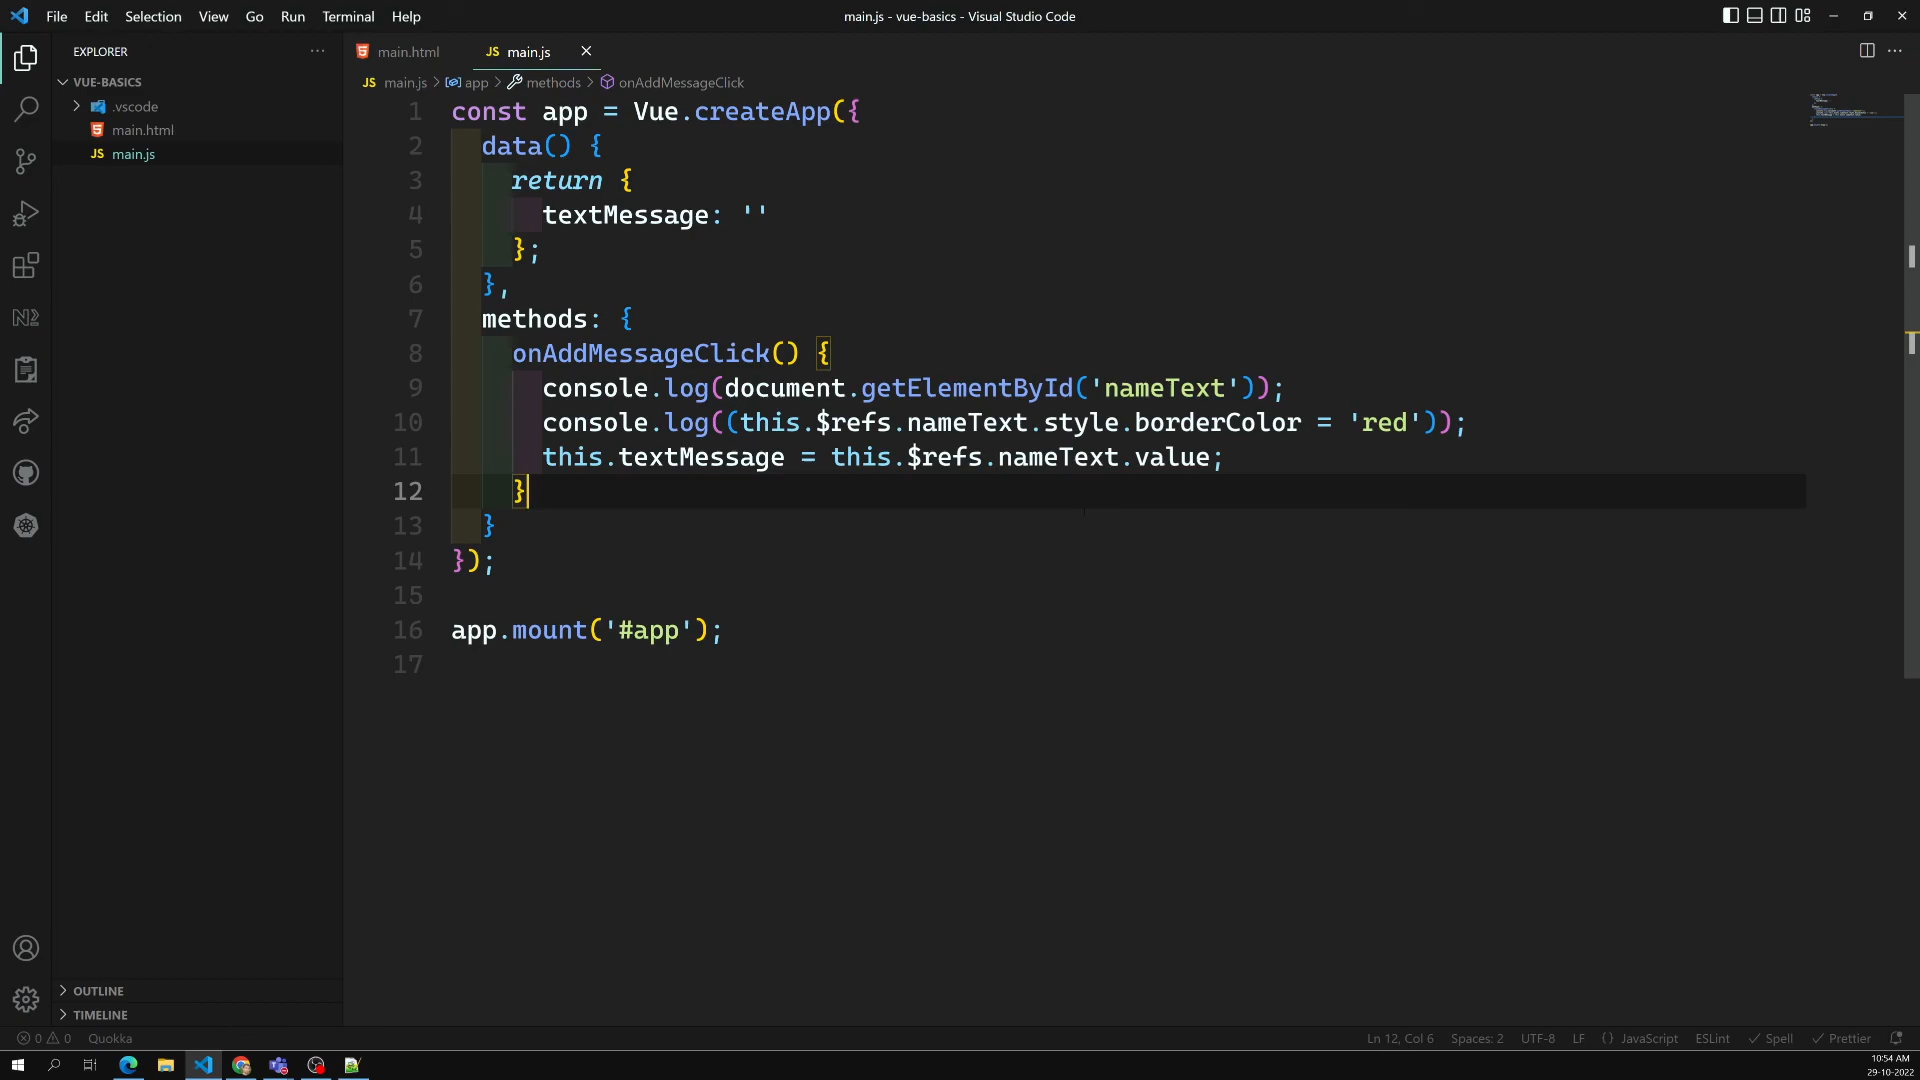 File Edit Selection View Go Run Terminal Help
main.js - vue-basics - Visual Studio Code
EXPLORER
VUE-BASICS
.vscode
main.html
JS main.js
main.html
JS main.js
JS main.js > app > methods > onAddMessageClick
1 const app = Vue.createApp({
2 data() {
3 return {
4 textMessage: ''
5 };
6 },
7 methods: {
8 onAddMessageClick() {
9 console.log(document.getElementById('nameText'));
10 console.log((this.$refs.nameText.style.borderColor = 'red'));
11 this.textMessage = this.$refs.nameText.value;
12 }
13 }
14 });
15
16 app.mount('#app');
17
OUTLINE
TIMELINE
0 0 Quokka
Ln 12, Col 6 Spaces: 2 UTF-8 LF JavaScript ESLint Spell Prettier
10:54 AM
29-10-2022